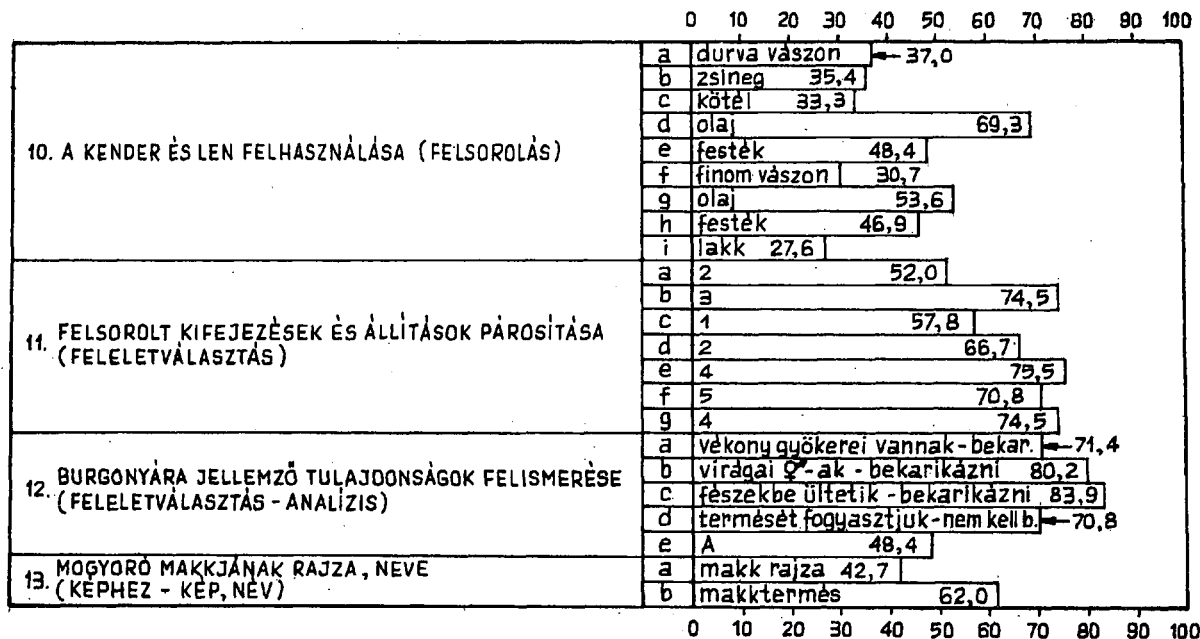 0 10 20 30 40 50 60 70 80 90 100
10. A KENDER ÉS LEN FELHASZNÁLÁSA (FELSOROLÁS)
a durva vászon 37,0
b zsineg 35,4
c kötél 33,3
d olaj 69,3
e festék 48,4
f finom vászon 30,7
g olaj 53,6
h festék 46,9
i lakk 27,6
11. FELSOROLT KIFEJEZÉSEK ÉS ÁLLÍTÁSOK PÁROSÍTÁSA
(FELELETVÁLASZTÁS)
a 2 52,0
b 3 74,5
c 1 57,8
d 2 66,7
e 4 75,5
f 5 70,8
g 4 74,5
12. BURGONYÁRA JELLEMZŐ TULAJDONSÁGOK FELISMERÉSE
(FELELETVÁLASZTÁS - ANALÍZIS)
a vékony gyökerei vannak - bekar. 71,4
b virágai ⚥ -ak - bekarikázni 80,2
c fészekbe ültetik - bekarikázni 83,9
d termését fogyasztjuk - nem kell b. 70,8
e A 48,4
13. MOGYORÓ MAKKJÁNAK RAJZA, NEVE
(KÉPHEZ - KÉP, NÉV)
a makk rajza 42,7
b makktermés 62,0
0 10 20 30 40 50 60 70 80 90 100